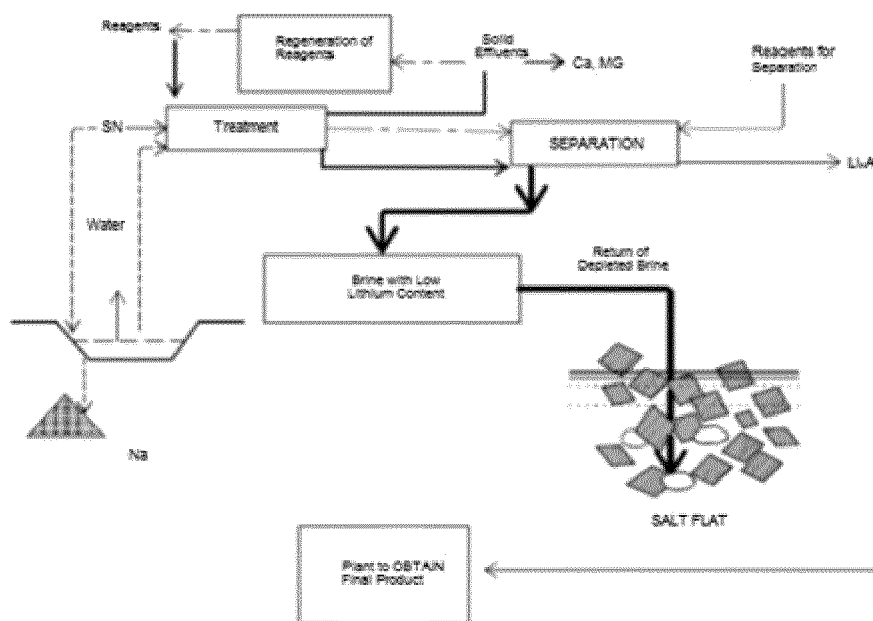 Reagents
Regeneration of
Reagents
Solid
Effluents
Ca, MG
Reagents for
Separation
SN
Treatment
SEPARATION
Water
Brine with Low
Lithium Content
Return of
Depleted Brine
Na
SALT FLAT
Plant to OBTAIN
Final Product